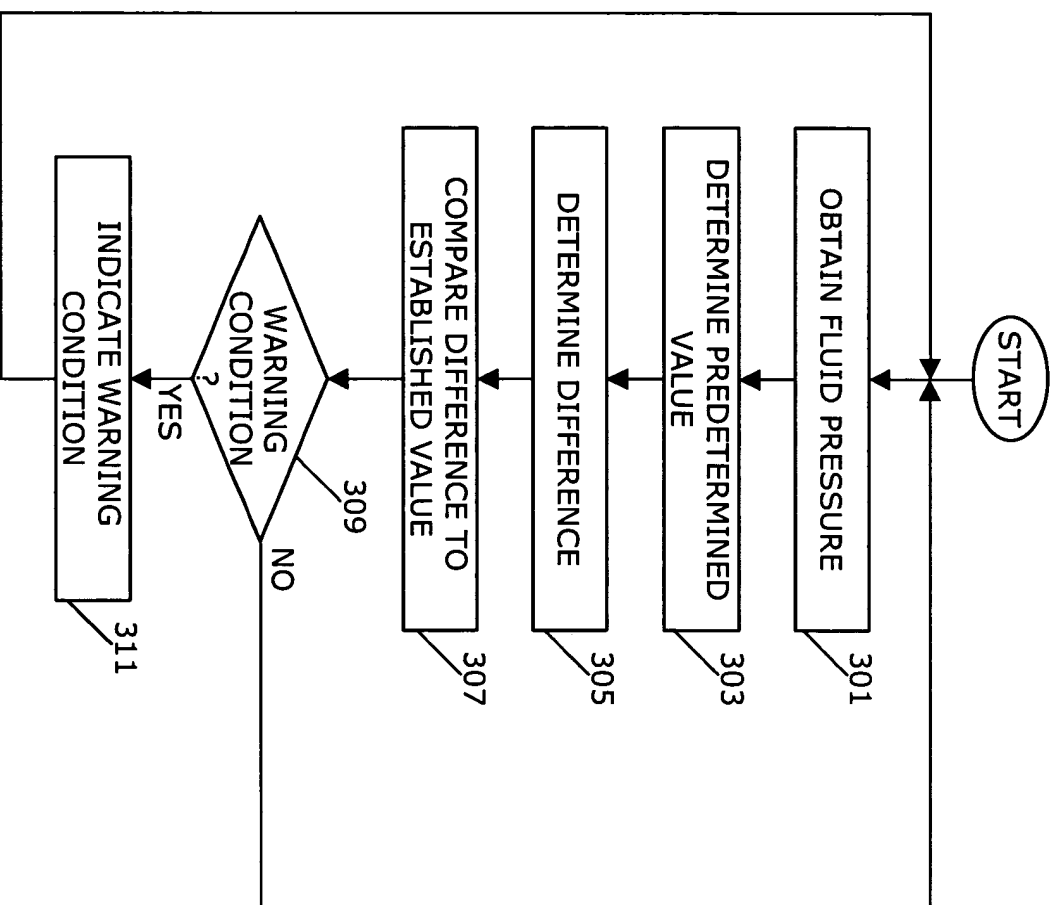 START
OBTAIN FLUID PRESSURE
301
DETERMINE PREDETERMINED
VALUE
303
DETERMINE DIFFERENCE
305
COMPARE DIFFERENCE TO
ESTABLISHED VALUE
307
WARNING
CONDITION
?
309
NO
YES
INDICATE WARNING
CONDITION
311